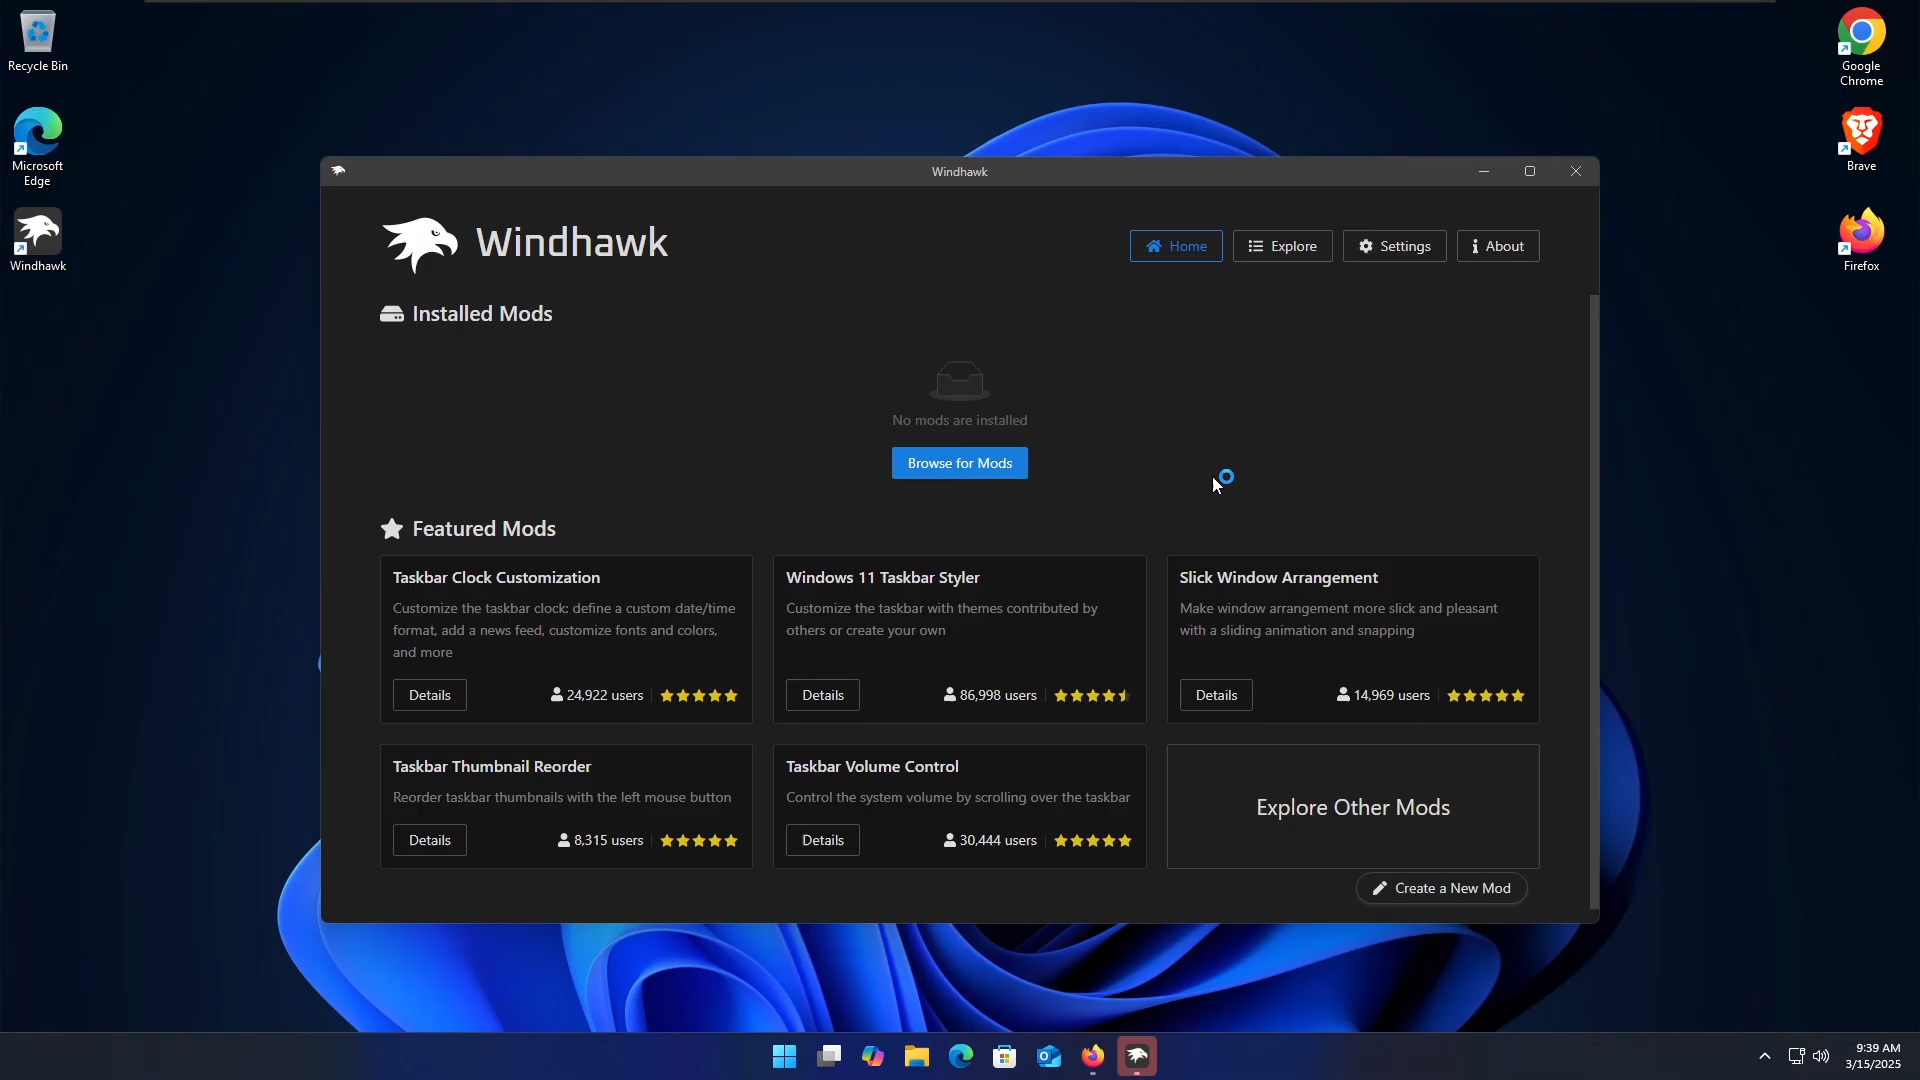 Recycle Bin
Microsoft
Edge
Windhawk
Google
Chrome
Brave
Firefox
Windhawk
Windhawk
Home
Explore
Settings
About
Installed Mods
No mods are installed
Browse for Mods
Featured Mods
Taskbar Clock Customization
Customize the taskbar clock: define a custom date/time
format, add a news feed, customize fonts and colors,
and more
Details
24,922 users
Windows 11 Taskbar Styler
Customize the taskbar with themes contributed by
others or create your own
Details
86,998 users
Slick Window Arrangement
Make window arrangement more slick and pleasant
with a sliding animation and snapping
Details
14,969 users
Taskbar Thumbnail Reorder
Reorder taskbar thumbnails with the left mouse button
Details
8,315 users
Taskbar Volume Control
Control the system volume by scrolling over the taskbar
Details
30,444 users
Explore Other Mods
Create a New Mod
9:39 AM
3/15/2025